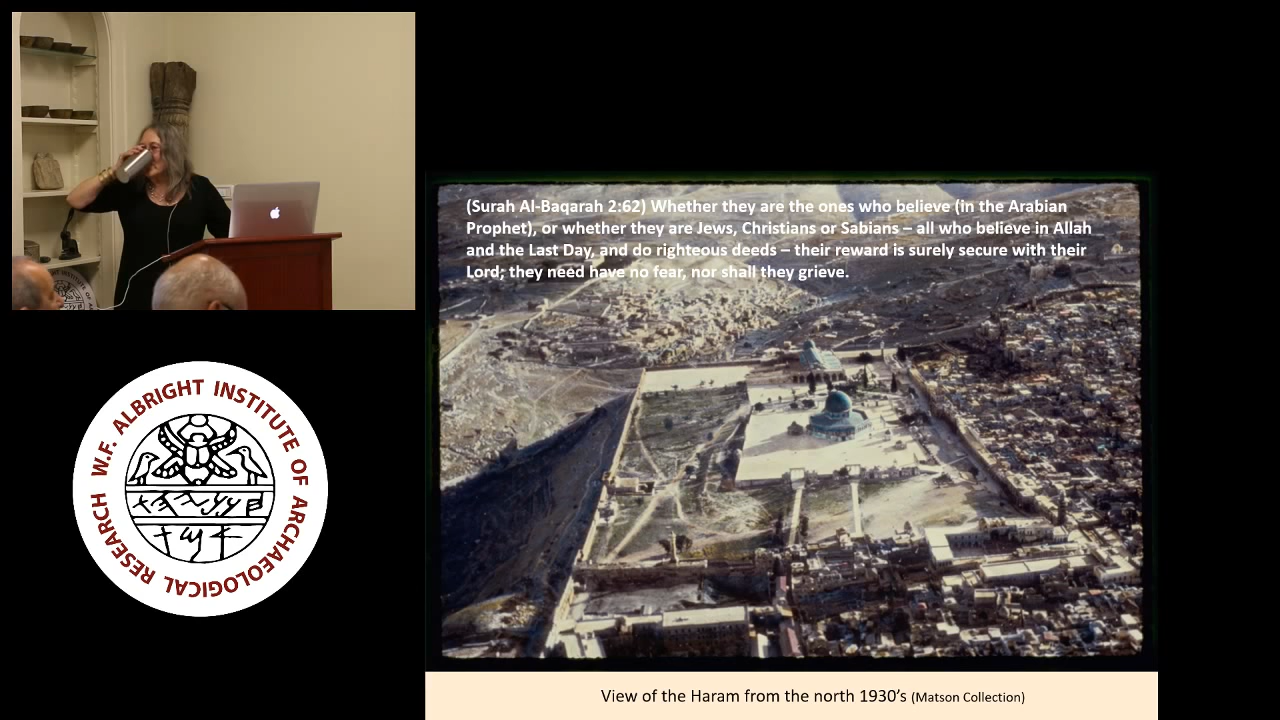 (Surah Al-Baqarah 2:62) Whether they are the ones who believe (in the Arabian
Prophet), or whether they are Jews, Christians or Sabians – all who believe in Allah
and the Last Day, and do righteous deeds – their reward is surely secure with their
Lord; they need have no fear, nor shall they grieve.
W.F. ALBRIGHT INSTITUTE OF ARCHAEOLOGICAL RESEARCH
View of the Haram from the north 1930's (Matson Collection)